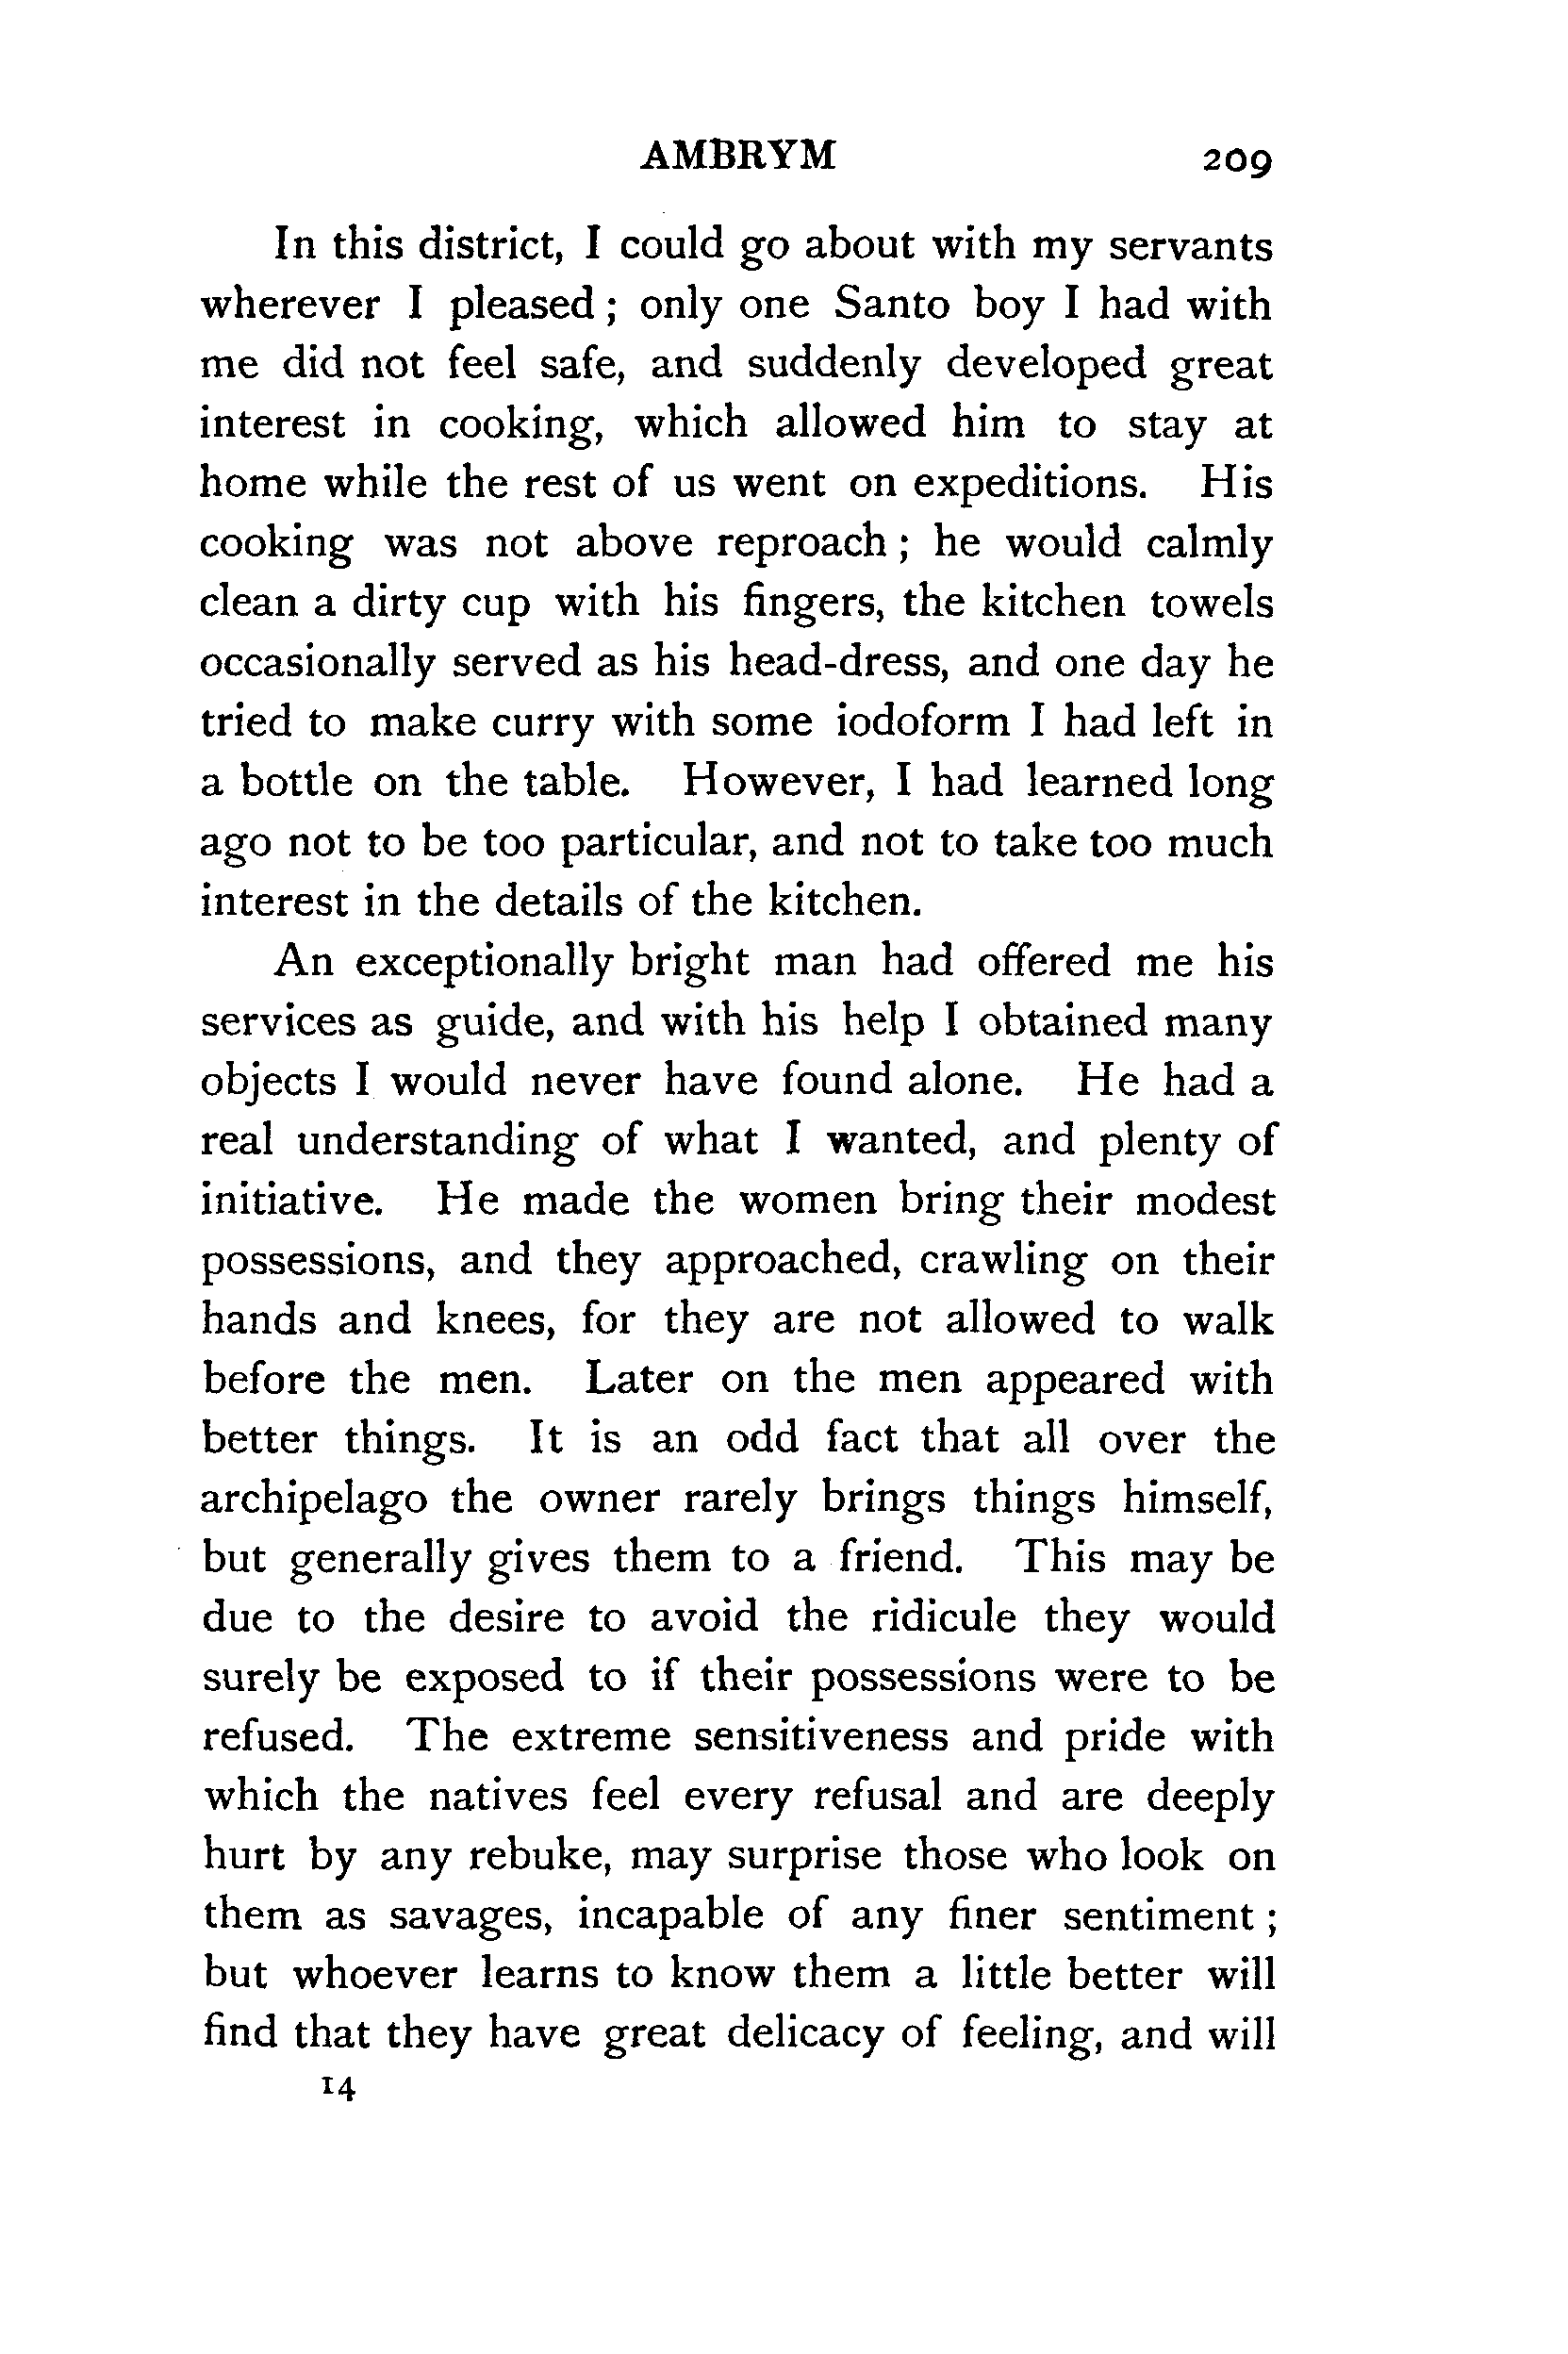 AMBRYM 209
In this district, I could go about with my servants
wherever I pleased; only one Santo boy I had with
me did not feel safe, and suddenly developed great
interest in cooking, which allowed him to stay at
home while the rest of us went on expeditions. His
cooking was not above reproach; he would calmly
clean a dirty cup with his fingers, the kitchen towels
occasionally served as his head-dress, and one day he
tried to make curry with some iodoform I had left in
a bottle on the table. However, I had learned long
ago not to be too particular, and not to take too much
interest in the details of the kitchen.
An exceptionally bright man had offered me his
services as guide, and with his help I obtained many
objects I would never have found alone. He had a
real understanding of what I wanted, and plenty of
initiative. He made the women bring their modest
possessions, and they approached, crawling on their
hands and knees, for they are not allowed to walk
before the men. Later on the men appeared with
better things. It is an odd fact that all over the
archipelago the owner rarely brings things himself,
but generally gives them to a friend. This may be
due to the desire to avoid the ridicule they would
surely be exposed to if their possessions were to be
refused. The extreme sensitiveness and pride with
which the natives feel every refusal and are deeply
hurt by any rebuke, may surprise those who look on
them as savages, incapable of any finer sentiment;
but whoever learns to know them a little better will
find that they have great delicacy of feeling, and will
14